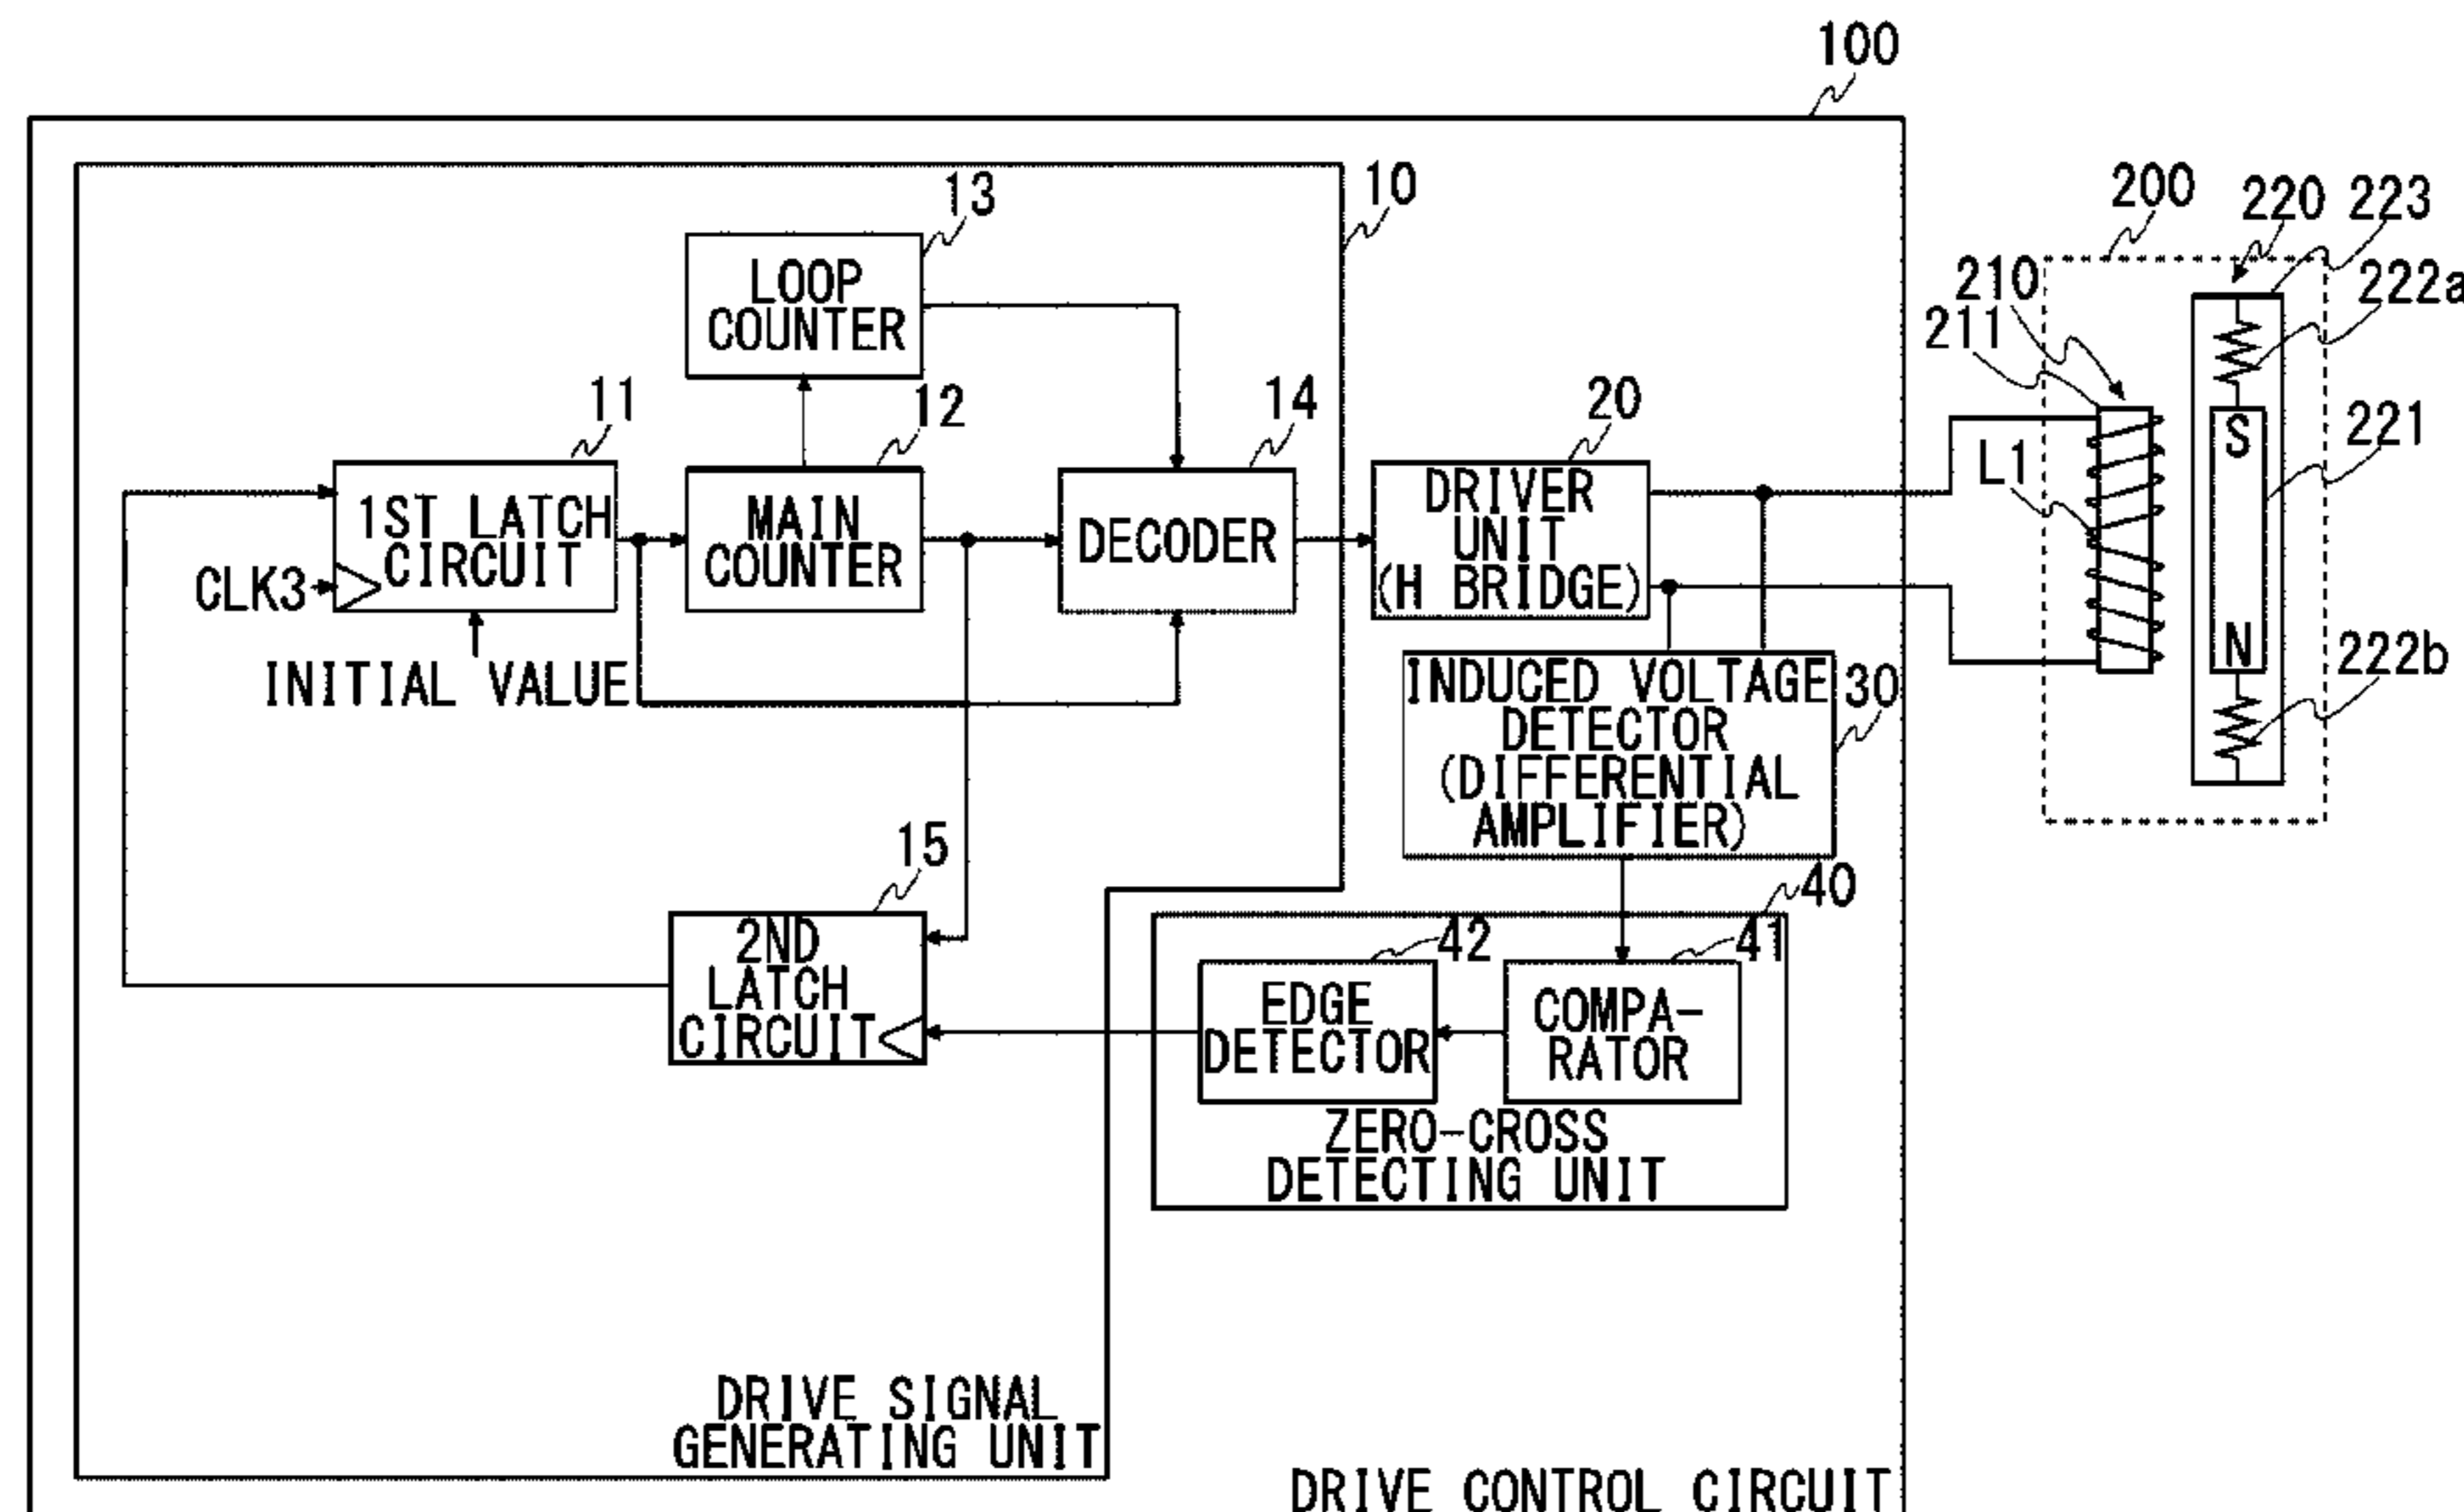 100
10
200
220
223
13
LOOP
COUNTER
210
222a
211
11
12
14
20
221
1ST LATCH
CIRCUIT
CLK3
INITIAL VALUE
MAIN
COUNTER
DECODER
DRIVER
UNIT
(H BRIDGE)
L1
S
N
222b
INDUCED VOLTAGE
DETECTOR
(DIFFERENTIAL
AMPLIFIER)
30
15
40
2ND
LATCH
CIRCUIT
42
41
EDGE
DETECTOR
COMPA-
RATOR
ZERO-CROSS
DETECTING UNIT
DRIVE SIGNAL
GENERATING UNIT
DRIVE CONTROL CIRCUIT